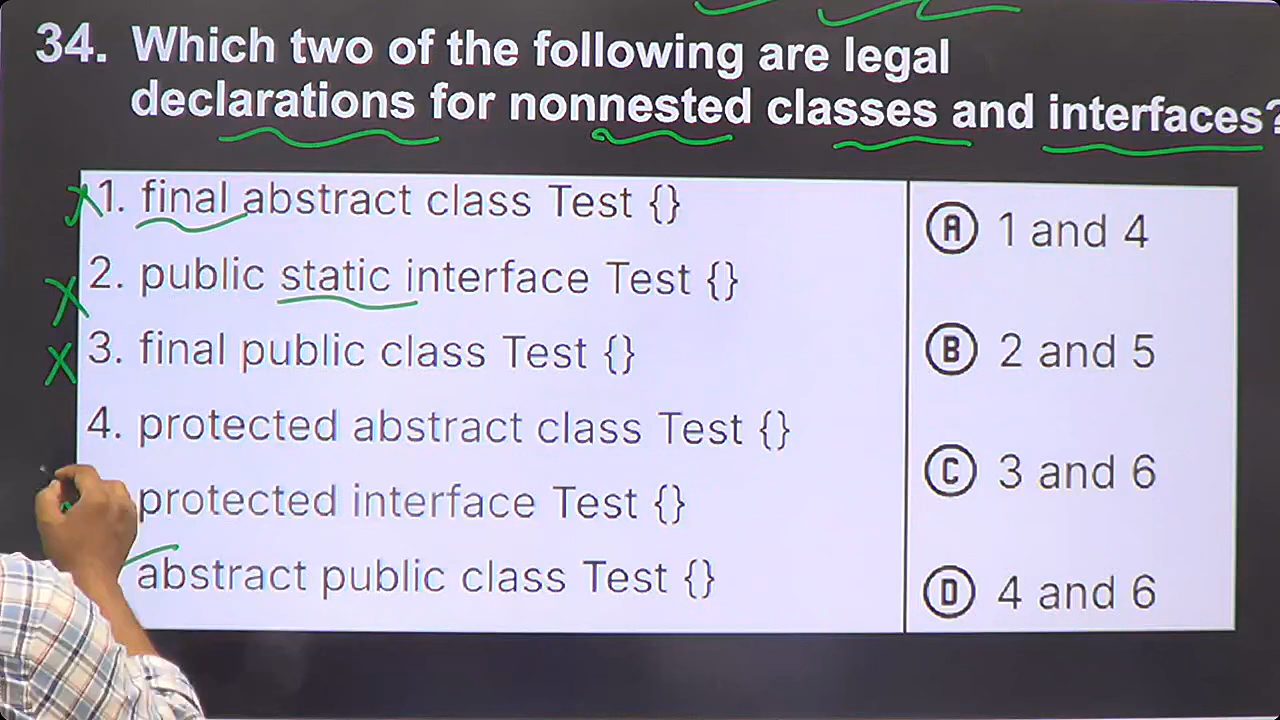 34. Which two of the following are legal
declarations for nonnested classes and interfaces?
1. final abstract class Test {}
2. public static interface Test {}
3. final public class Test {}
4. protected abstract class Test {}
protected interface Test {}
abstract public class Test {}
A 1 and 4
B 2 and 5
C 3 and 6
D 4 and 6